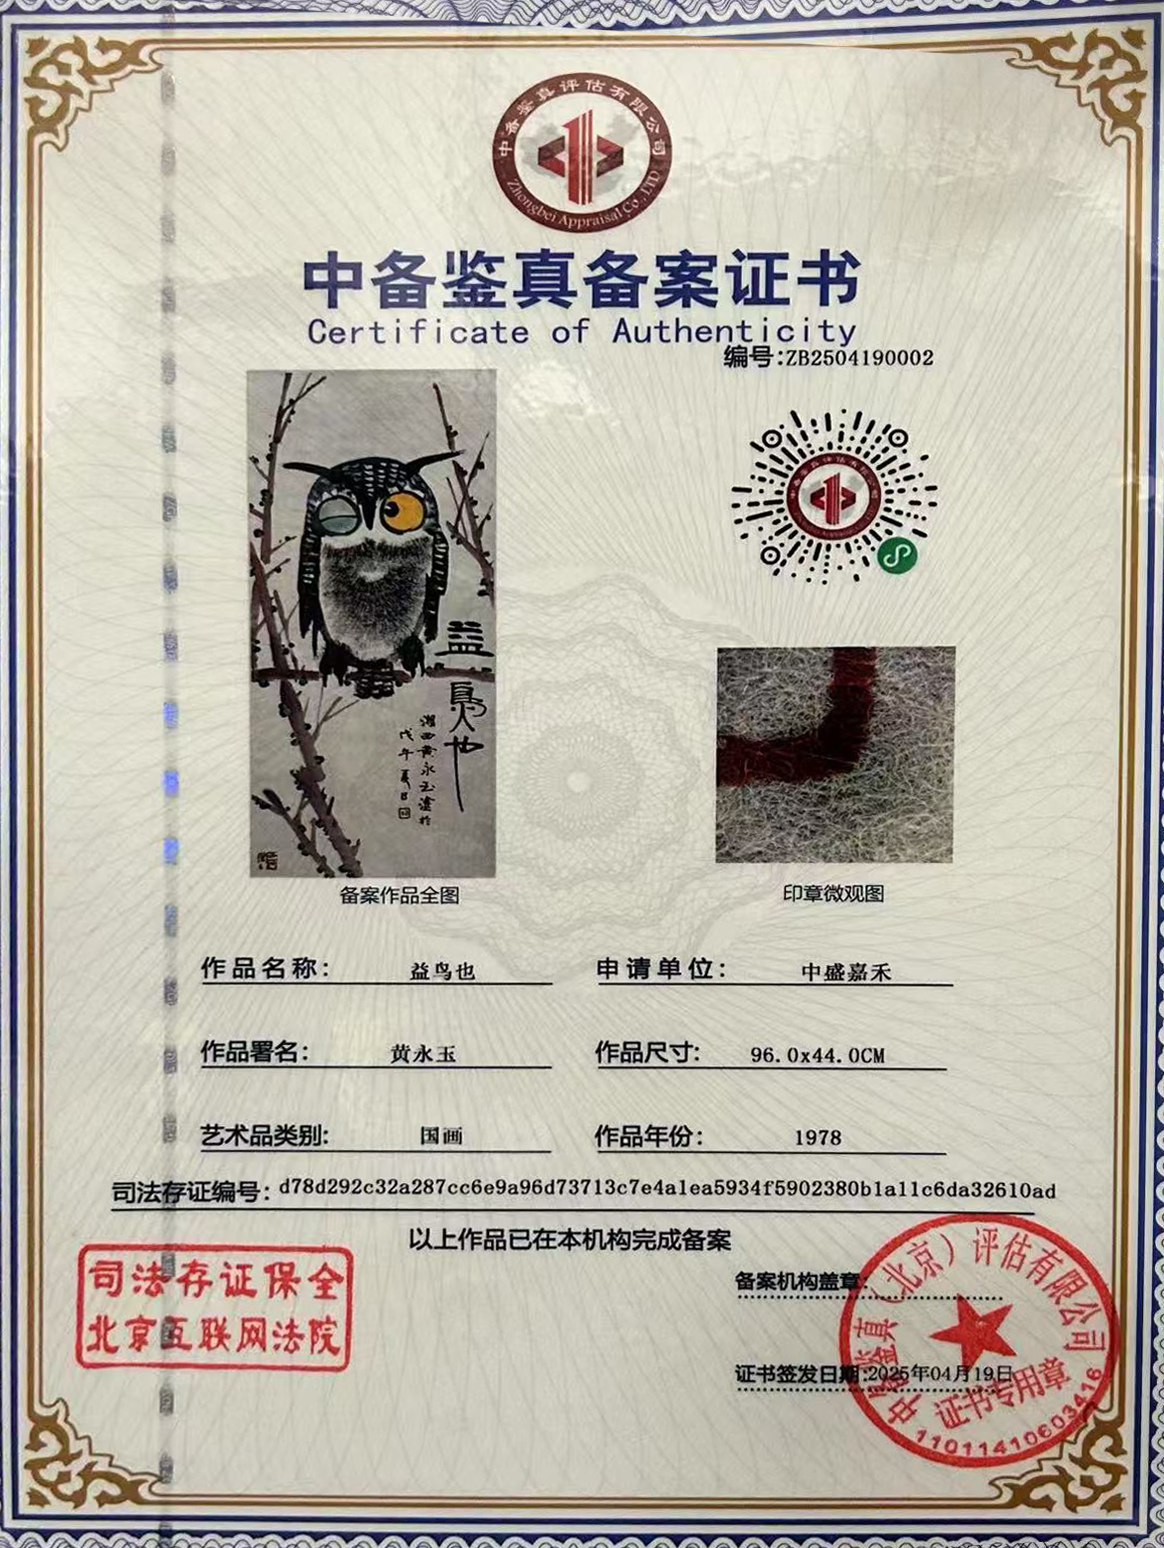 中备鉴真评估有限公司
Zhongbei Appraisal Co., LTD
中备鉴真备案证书
Certificate of Authenticity
编号:ZB2504190002
益鸟也
湘西黄永玉
戊午夏日
备案作品全图
印章微观图
作品名称： 益鸟也
申请单位： 中盛嘉禾
作品署名： 黄永玉
作品尺寸: 96.0x44.0CM
艺术品类别: 国画
作品年份： 1978
司法存证编号：d78d292c32a287cc6e9a96d73713c7e4a1ea5934f5902380b1a11c6da32610ad
以上作品已在本机构完成备案
司法存证保全
北京互联网法院
备案机构盖章:
证书签发日期:2025年04月19日
中备鉴真（北京）评估有限公司
证书专用章
11011410603416